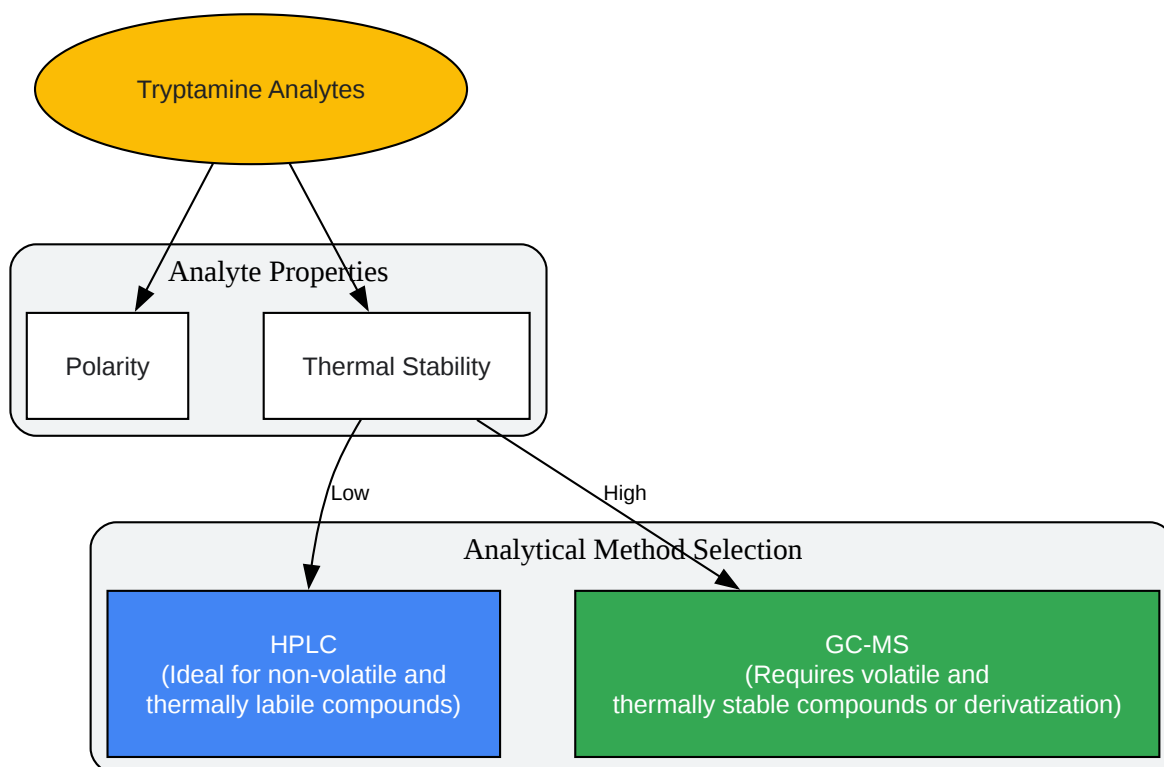 Tryptamine Analytes
Analyte Properties
Polarity
Thermal Stability
Low
High
Analytical Method Selection
HPLC
(Ideal for non-volatile and
thermally labile compounds)
GC-MS
(Requires volatile and
thermally stable compounds or derivatization)